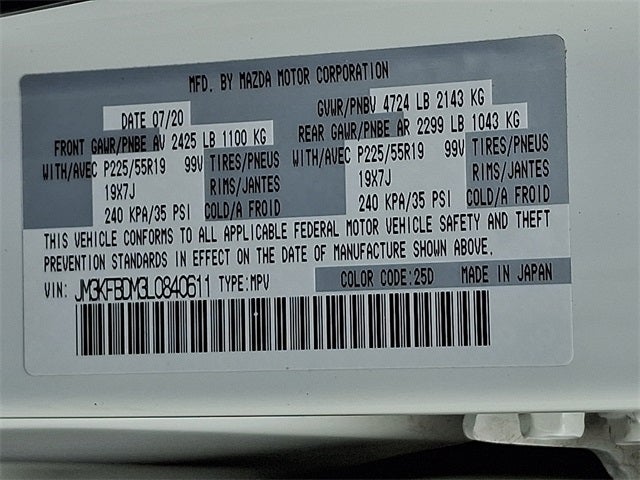 MFD. BY MAZDA MOTOR CORPORATION
DATE 07/20 GVWR/PNBV 4724 LB 2143 KG
FRONT GAWR/PNBE AV 2425 LB 1100 KG REAR GAWR/PNBE AR 2299 LB 1043 KG
WITH/AVEC P225/55R19 99V TIRES/PNEUS WITH/AVEC P225/55R19 99V TIRES/PNEUS
19X7J RIMS/JANTES 19X7J RIMS/JANTES
240 KPA/35 PSI COLD/A FROID 240 KPA/35 PSI COLD/A FROID
THIS VEHICLE CONFORMS TO ALL APPLICABLE FEDERAL MOTOR VEHICLE SAFETY AND THEFT
PREVENTION STANDARDS IN EFFECT ON THE DATE OF MANUFACTURE SHOWN ABOVE.
VIN: JM3KFBDM3L0840611 TYPE:MPV COLOR CODE:25D MADE IN JAPAN